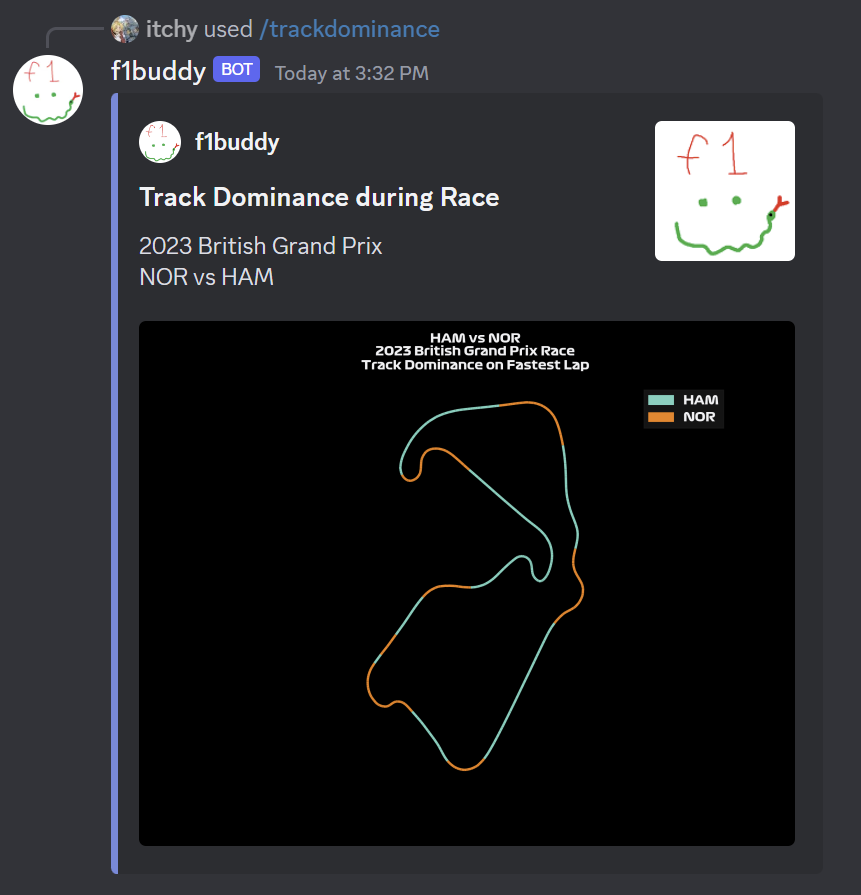 itchy used /trackdominance
f1buddy BOT Today at 3:32 PM
f1
f1buddy
f1
f1
Track Dominance during Race
2023 British Grand Prix
NOR vs HAM
HAM vs NOR
2023 British Grand Prix Race
Track Dominance on Fastest Lap
HAM
NOR